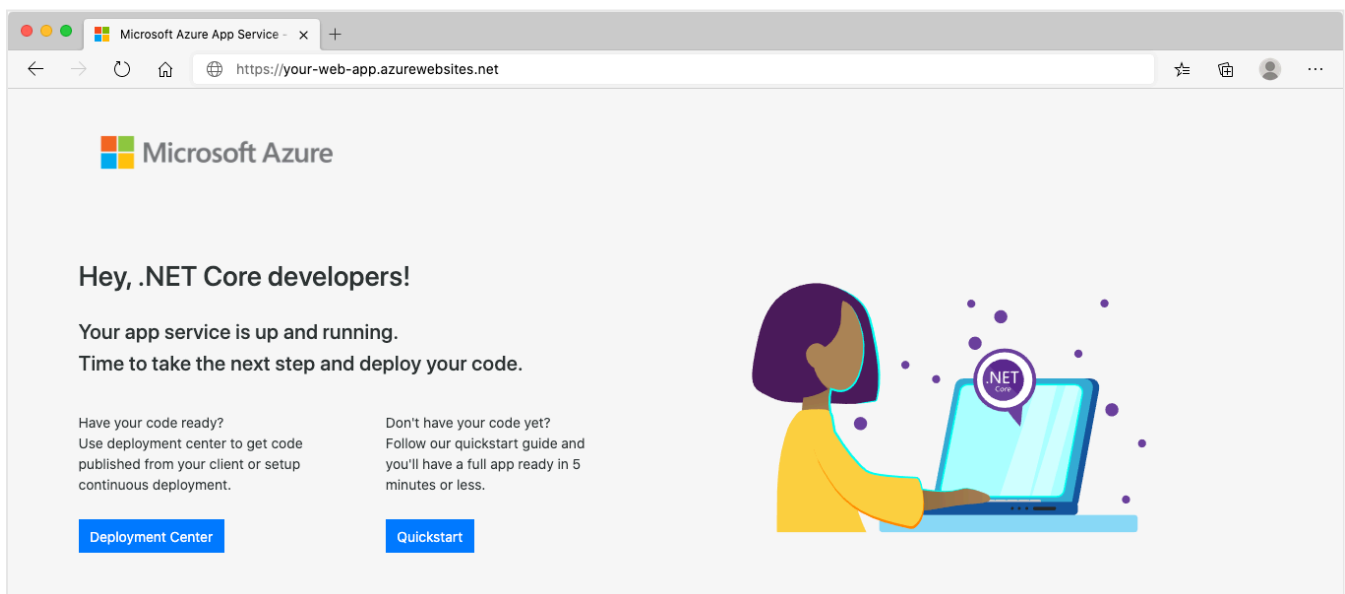 Microsoft Azure App Service -
https://your-web-app.azurewebsites.net
Microsoft Azure
Hey, .NET Core developers!
Your app service is up and running.
Time to take the next step and deploy your code.
Have your code ready?
Use deployment center to get code
published from your client or setup
continuous deployment.
Deployment Center
Don't have your code yet?
Follow our quickstart guide and
you'll have a full app ready in 5
minutes or less.
Quickstart
.NET
Core